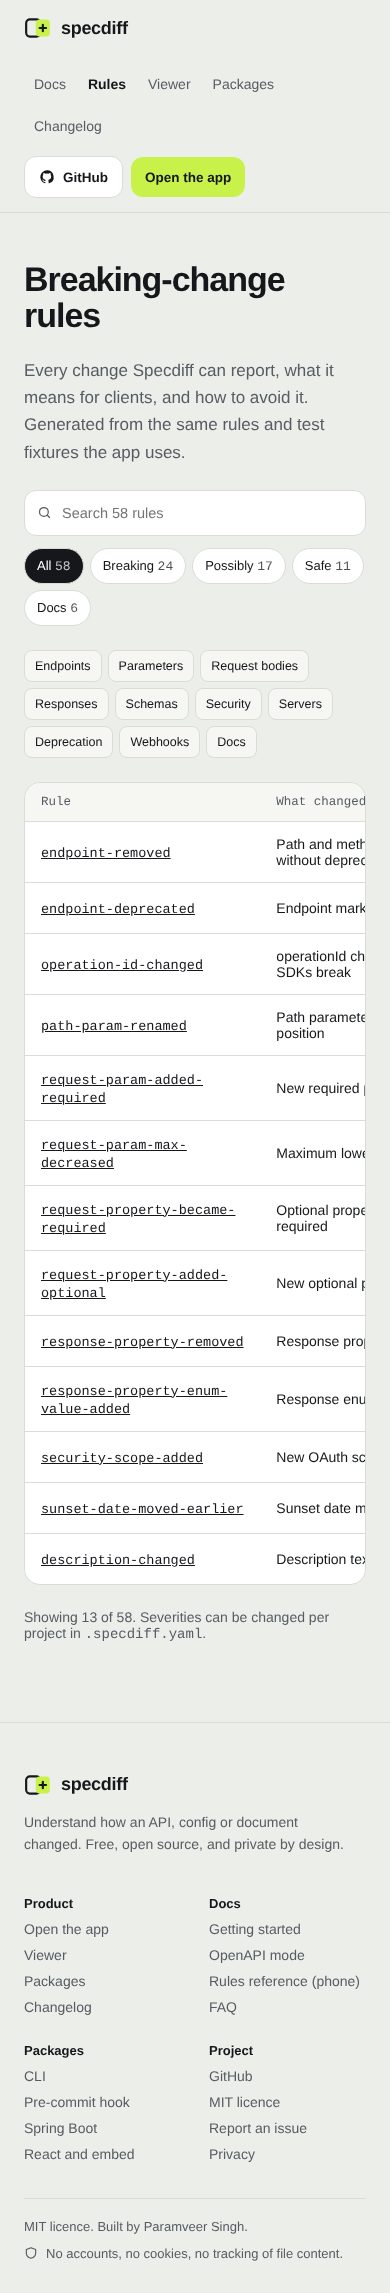 specdiff
Docs Rules Viewer Packages
Changelog
GitHub Open the app
Breaking-change
rules
Every change Specdiff can report, what it
means for clients, and how to avoid it.
Generated from the same rules and test
fixtures the app uses.
Search 58 rules
All 58 Breaking 24 Possibly 17 Safe 11
Docs 6
Endpoints Parameters Request bodies
Responses Schemas Security Servers
Deprecation Webhooks Docs
Rule What changed
endpoint-removed
Path and meth
without deprec
endpoint-deprecated Endpoint mark
operation-id-changed
operationId ch
SDKs break
path-param-renamed
Path paramete
position
request-param-added-
required
New required
request-param-max-
decreased
Maximum lowe
request-property-became-
required
Optional prope
required
request-property-added-
optional
New optional
response-property-removed Response prop
response-property-enum-
value-added
Response enu
security-scope-added New OAuth sc
sunset-date-moved-earlier Sunset date m
description-changed Description tex
Showing 13 of 58. Severities can be changed per
project in .specdiff.yaml.
specdiff
Understand how an API, config or document
changed. Free, open source, and private by design.
Product
Open the app
Viewer
Packages
Changelog
Docs
Getting started
OpenAPI mode
Rules reference (phone)
FAQ
Packages
CLI
Pre-commit hook
Spring Boot
React and embed
Project
GitHub
MIT licence
Report an issue
Privacy
MIT licence. Built by Paramveer Singh.
No accounts, no cookies, no tracking of file content.